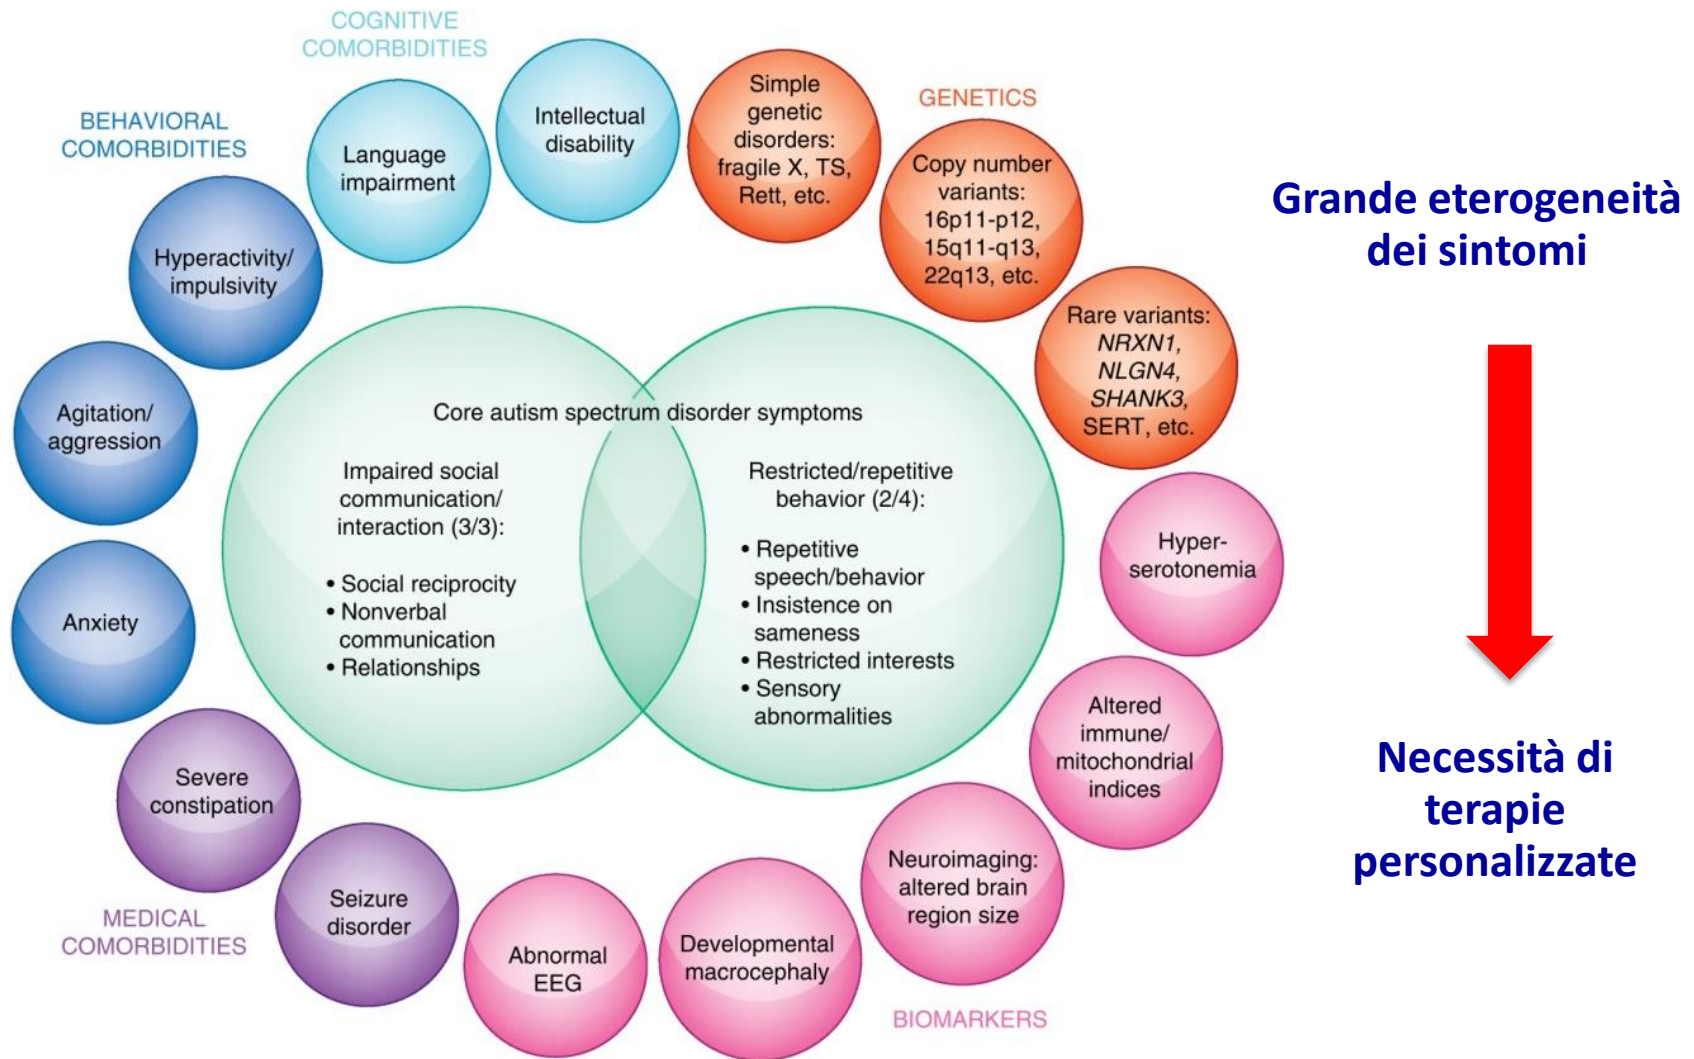 COGNITIVE
COMORBIDITIES
Intellectual
disability
Language
impairment
BEHAVIORAL
COMORBIDITIES
Hyperactivity/
impulsivity
Agitation/
aggression
Anxiety
Severe
constipation
MEDICAL
COMORBIDITIES
Seizure
disorder
Simple
genetic
disorders:
fragile X, TS,
Rett, etc.
GENETICS
Copy number
variants:
16p11-p12,
15q11-q13,
22q13, etc.
Rare variants:
NRXN1,
NLGN4,
SHANK3,
SERT, etc.
Core autism spectrum disorder symptoms
Impaired social
communication/
interaction (3/3):
• Social reciprocity
• Nonverbal
communication
• Relationships
Restricted/repetitive
behavior (2/4):
• Repetitive
speech/behavior
• Insistence on
sameness
• Restricted interests
• Sensory
abnormalities
Hyper-
serotonemia
Altered
immune/
mitochondrial
indices
Neuroimaging:
altered brain
region size
Developmental
macrocephaly
Abnormal
EEG
BIOMARKERS
Grande eterogeneità
dei sintomi
Necessità di
terapie
personalizzate